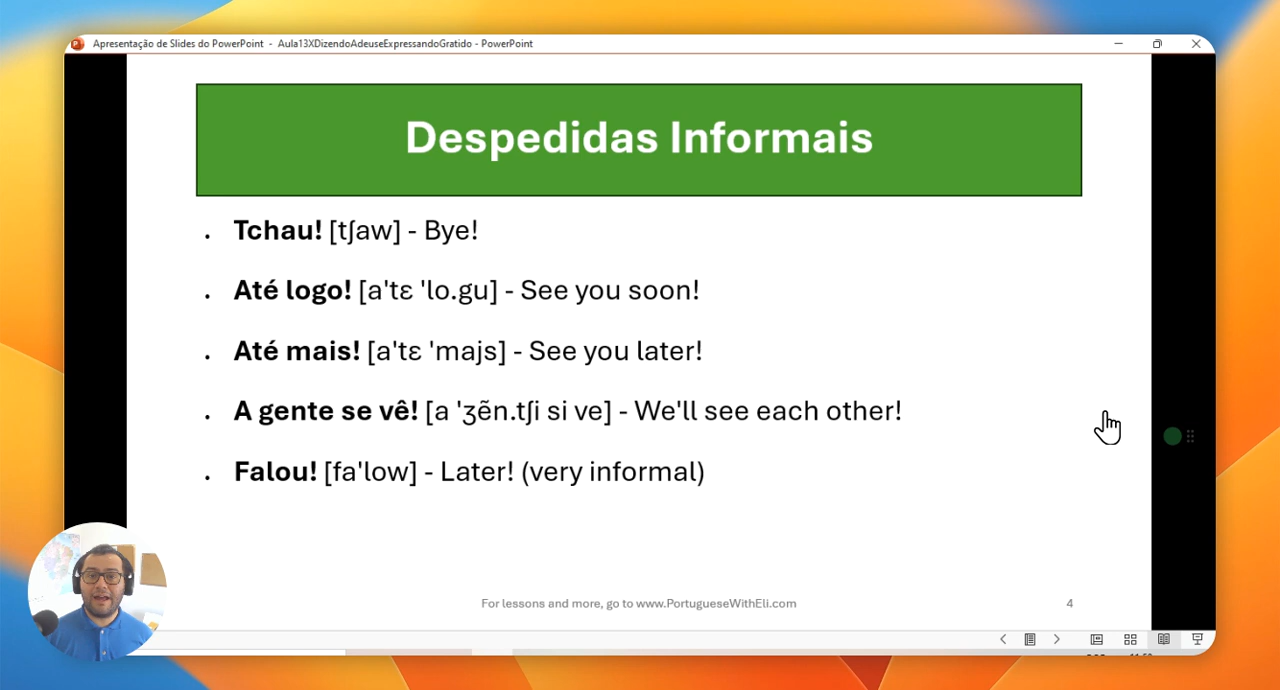 Apresentação de Slides do PowerPoint - Aula13XDizendoAdeuseExpressandoGratido - PowerPoint
Despedidas Informais
. Tchau! [tʃaw] - Bye!
. Até logo! [a'tɛ 'lo.gu] - See you soon!
. Até mais! [a'tɛ 'majs] - See you later!
. A gente se vê! [a 'ʒẽn.tʃi si ve] - We'll see each other!
. Falou! [fa'low] - Later! (very informal)
For lessons and more, go to www.PortugueseWithEli.com
4